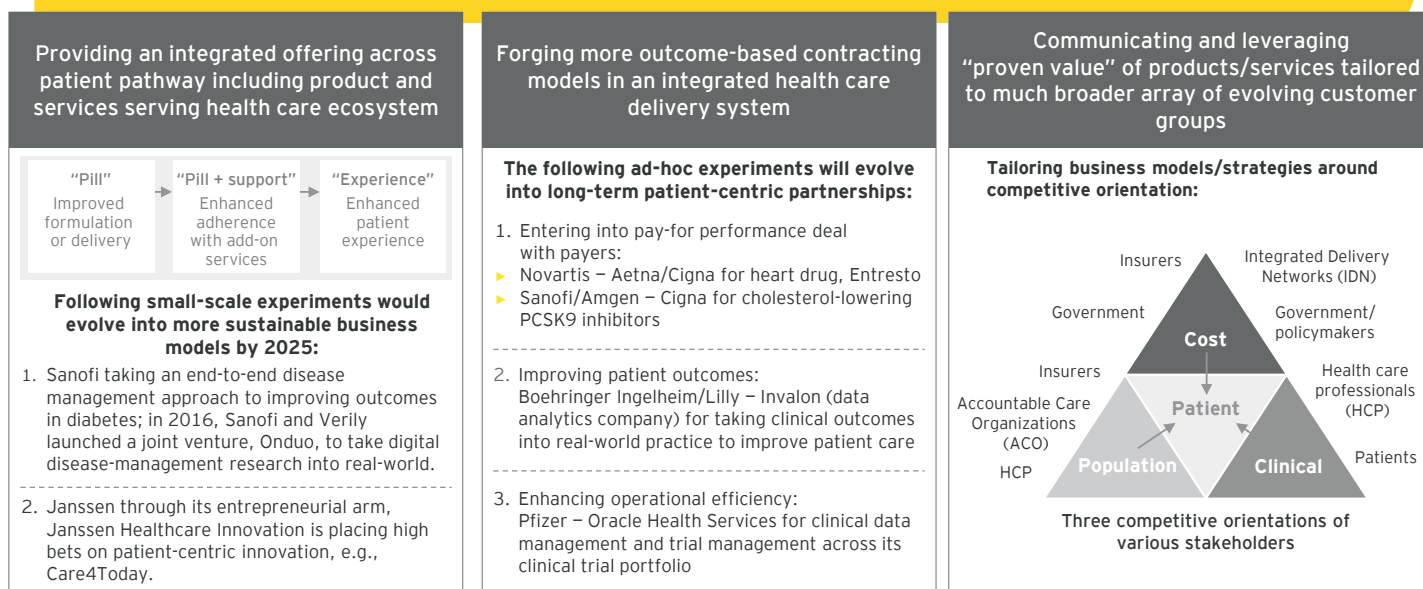 Providing an integrated offering across
patient pathway including product and
services serving health care ecosystem
“Pill”
Improved
formulation
or delivery
“Pill + support”
Enhanced
adherence
with add-on
services
“Experience”
Enhanced
patient
experience
Following small-scale experiments would
evolve into more sustainable business
models by 2025:
1. Sanofi taking an end-to-end disease
management approach to improving outcomes
in diabetes; in 2016, Sanofi and Verily
launched a joint venture, Onduo, to take digital
disease-management research into real-world.
2. Janssen through its entrepreneurial arm,
Janssen Healthcare Innovation is placing high
bets on patient-centric innovation, e.g.,
Care4Today.
Forging more outcome-based contracting
models in an integrated health care
delivery system
The following ad-hoc experiments will evolve
into long-term patient-centric partnerships:
1. Entering into pay-for performance deal
with payers:
► Novartis – Aetna/Cigna for heart drug, Entresto
► Sanofi/Amgen – Cigna for cholesterol-lowering
PCSK9 inhibitors
2. Improving patient outcomes:
Boehringer Ingelheim/Lilly – Invalon (data
analytics company) for taking clinical outcomes
into real-world practice to improve patient care
3. Enhancing operational efficiency:
Pfizer – Oracle Health Services for clinical data
management and trial management across its
clinical trial portfolio
Communicating and leveraging
“proven value” of products/services tailored
to much broader array of evolving customer
groups
Tailoring business models/strategies around
competitive orientation:
Insurers
Government
Insurers
Accountable Care
Organizations
(ACO)
HCP
Cost
Patient
Population
Clinical
Integrated Delivery
Networks (IDN)
Government/
policymakers
Health care
professionals
(HCP)
Patients
Three competitive orientations of
various stakeholders